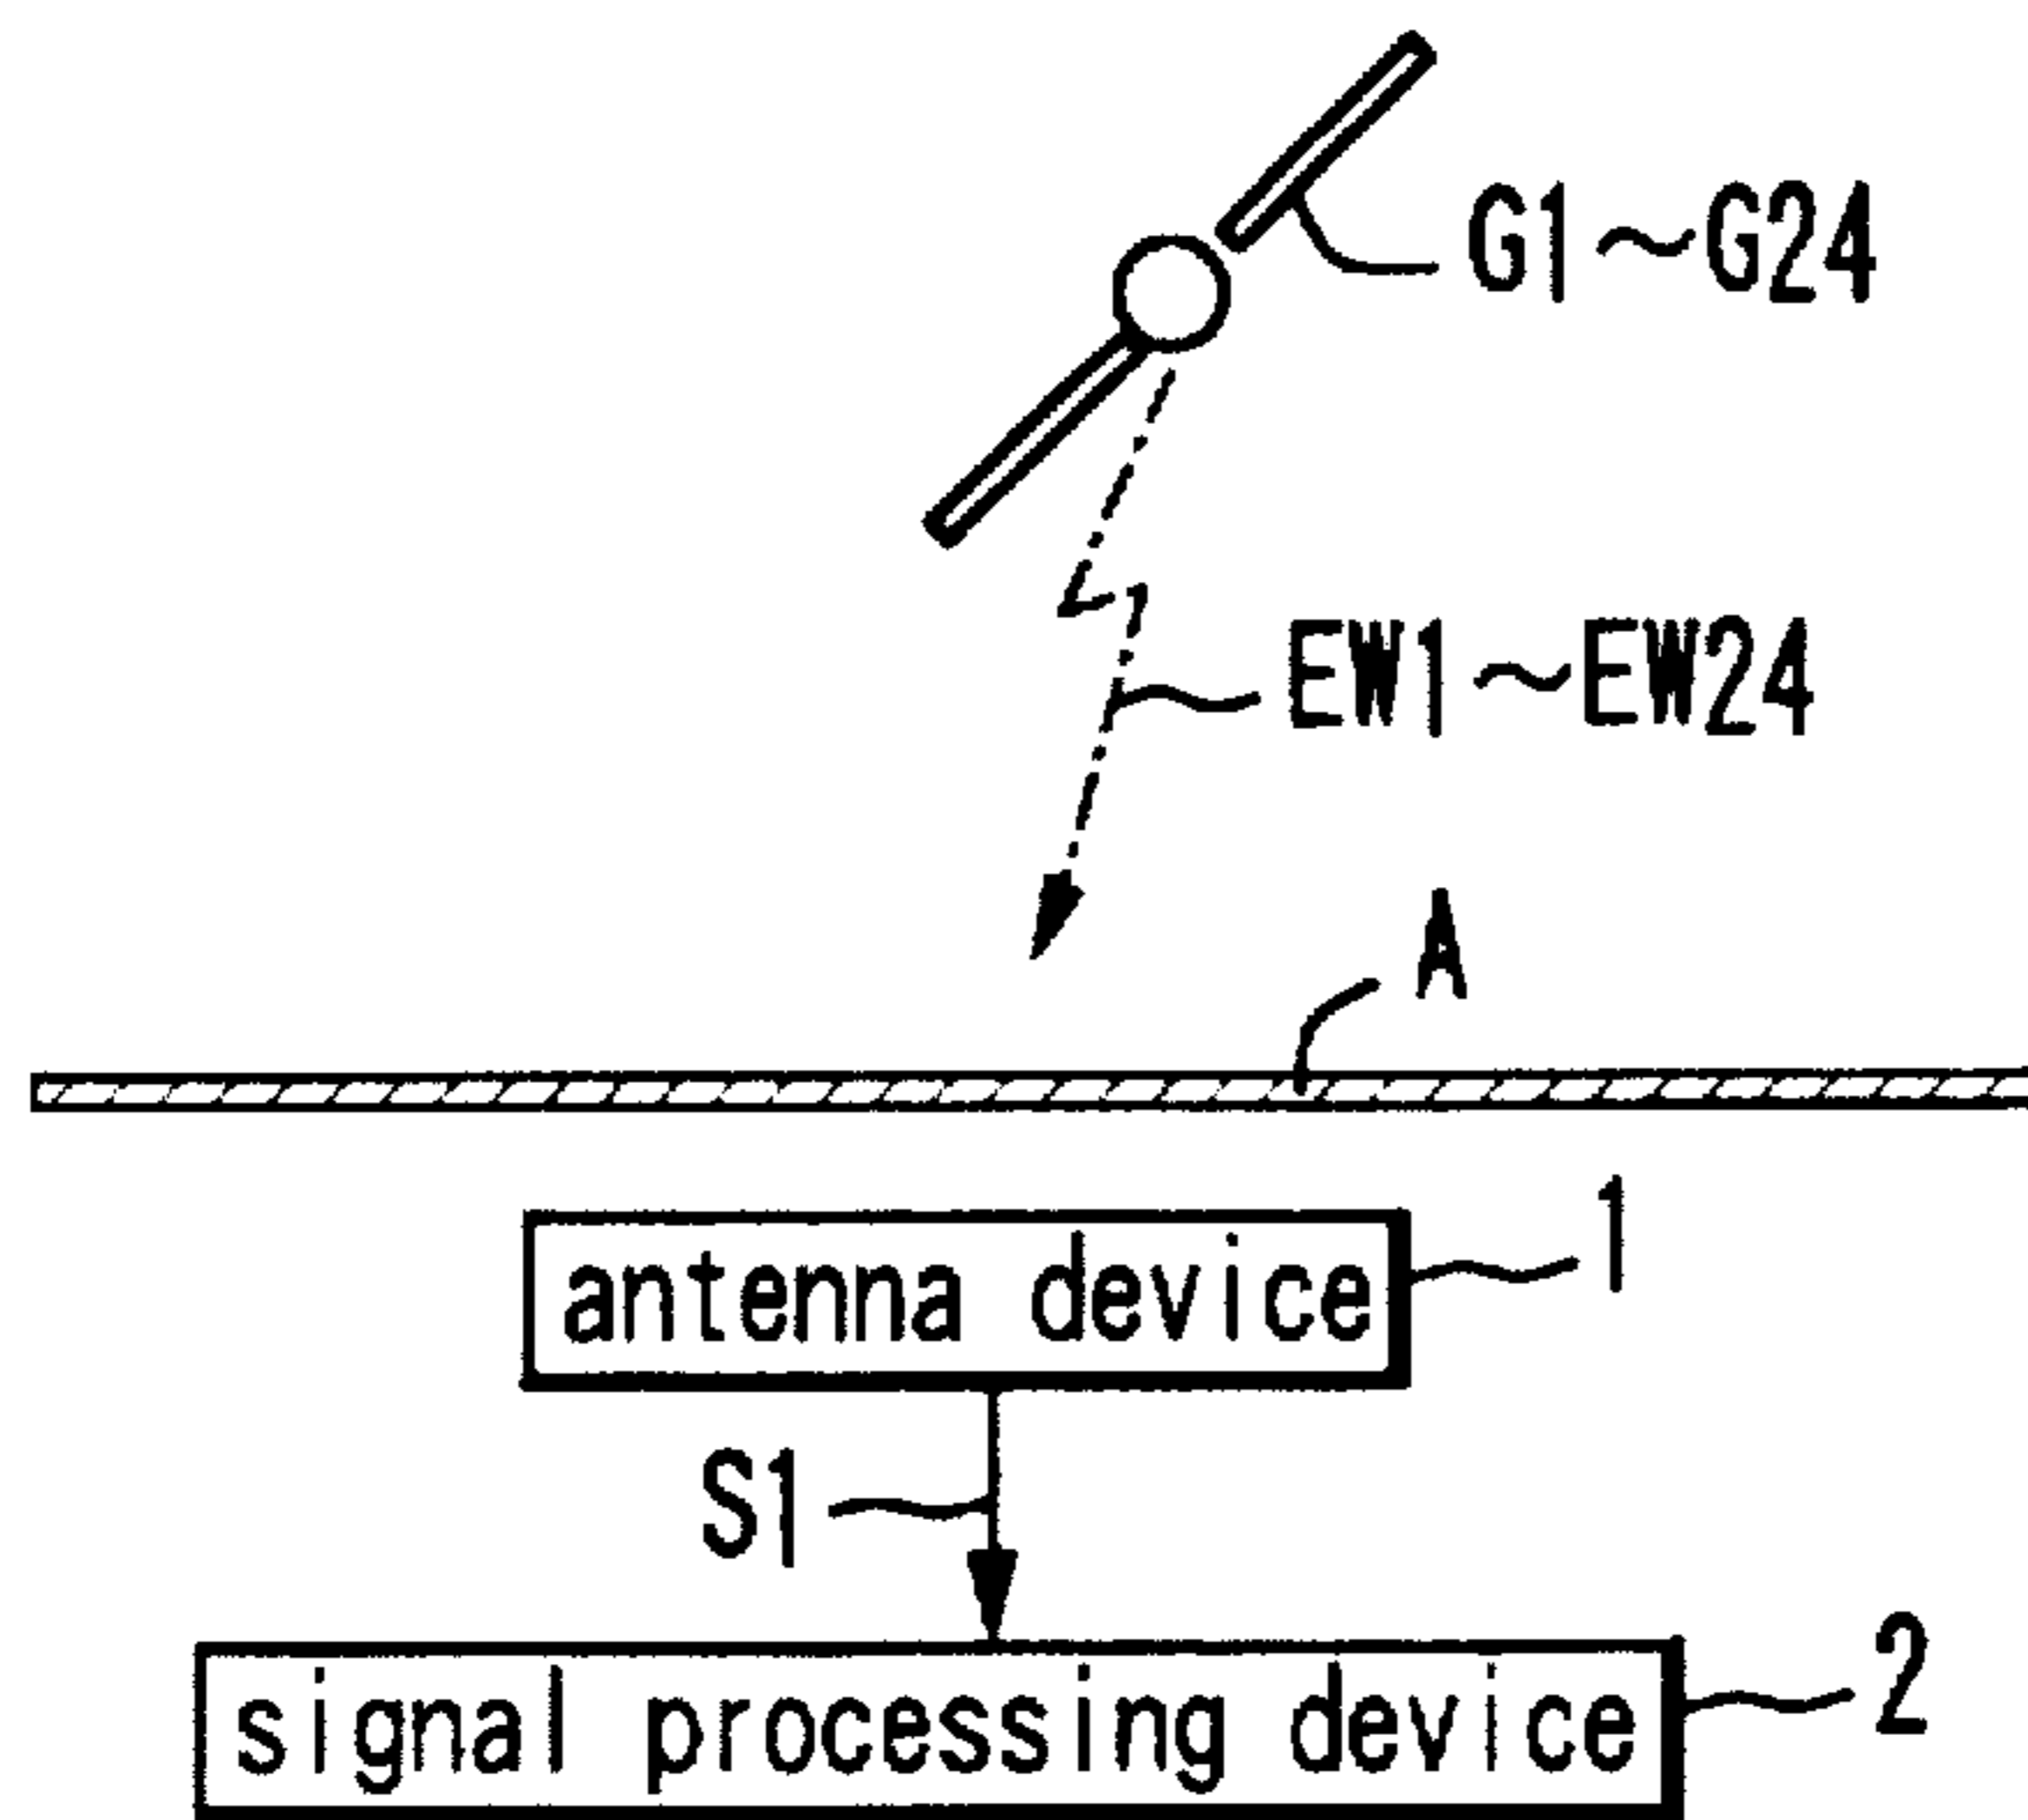 G1~G24
EW1~EW24
A
1
antenna device
S1
2
signal processing device